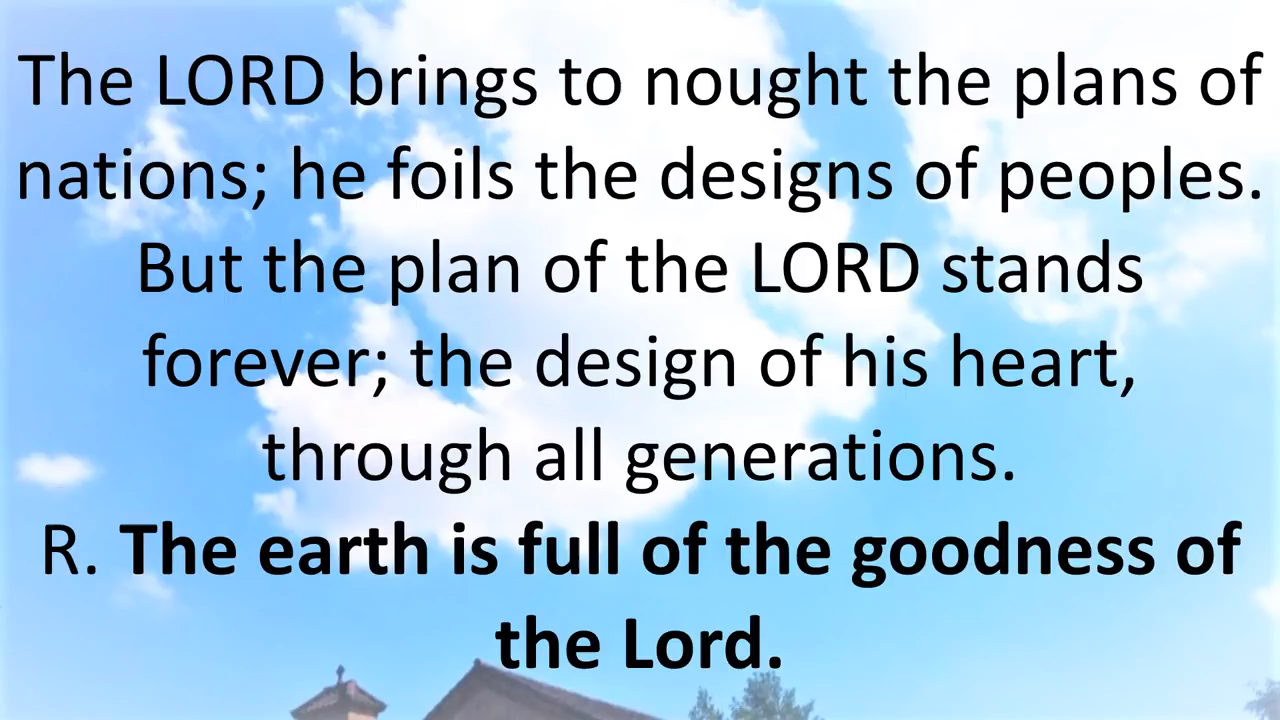 The LORD brings to nought the plans of
nations; he foils the designs of peoples.
But the plan of the LORD stands
forever; the design of his heart,
through all generations.
R. The earth is full of the goodness of
the Lord.